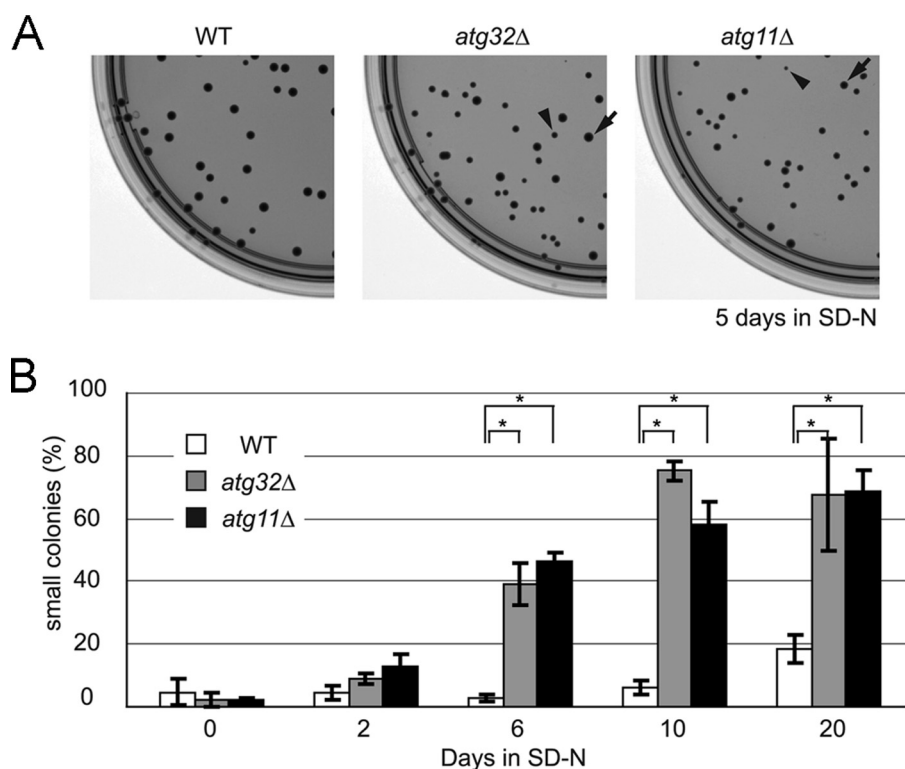 A
WT
atg32Δ
atg11Δ
5 days in SD-N
B
small colonies (%)
100
80
60
40
20
0
WT
atg32Δ
atg11Δ
* * * * * *
0 2 6 10 20
Days in SD-N